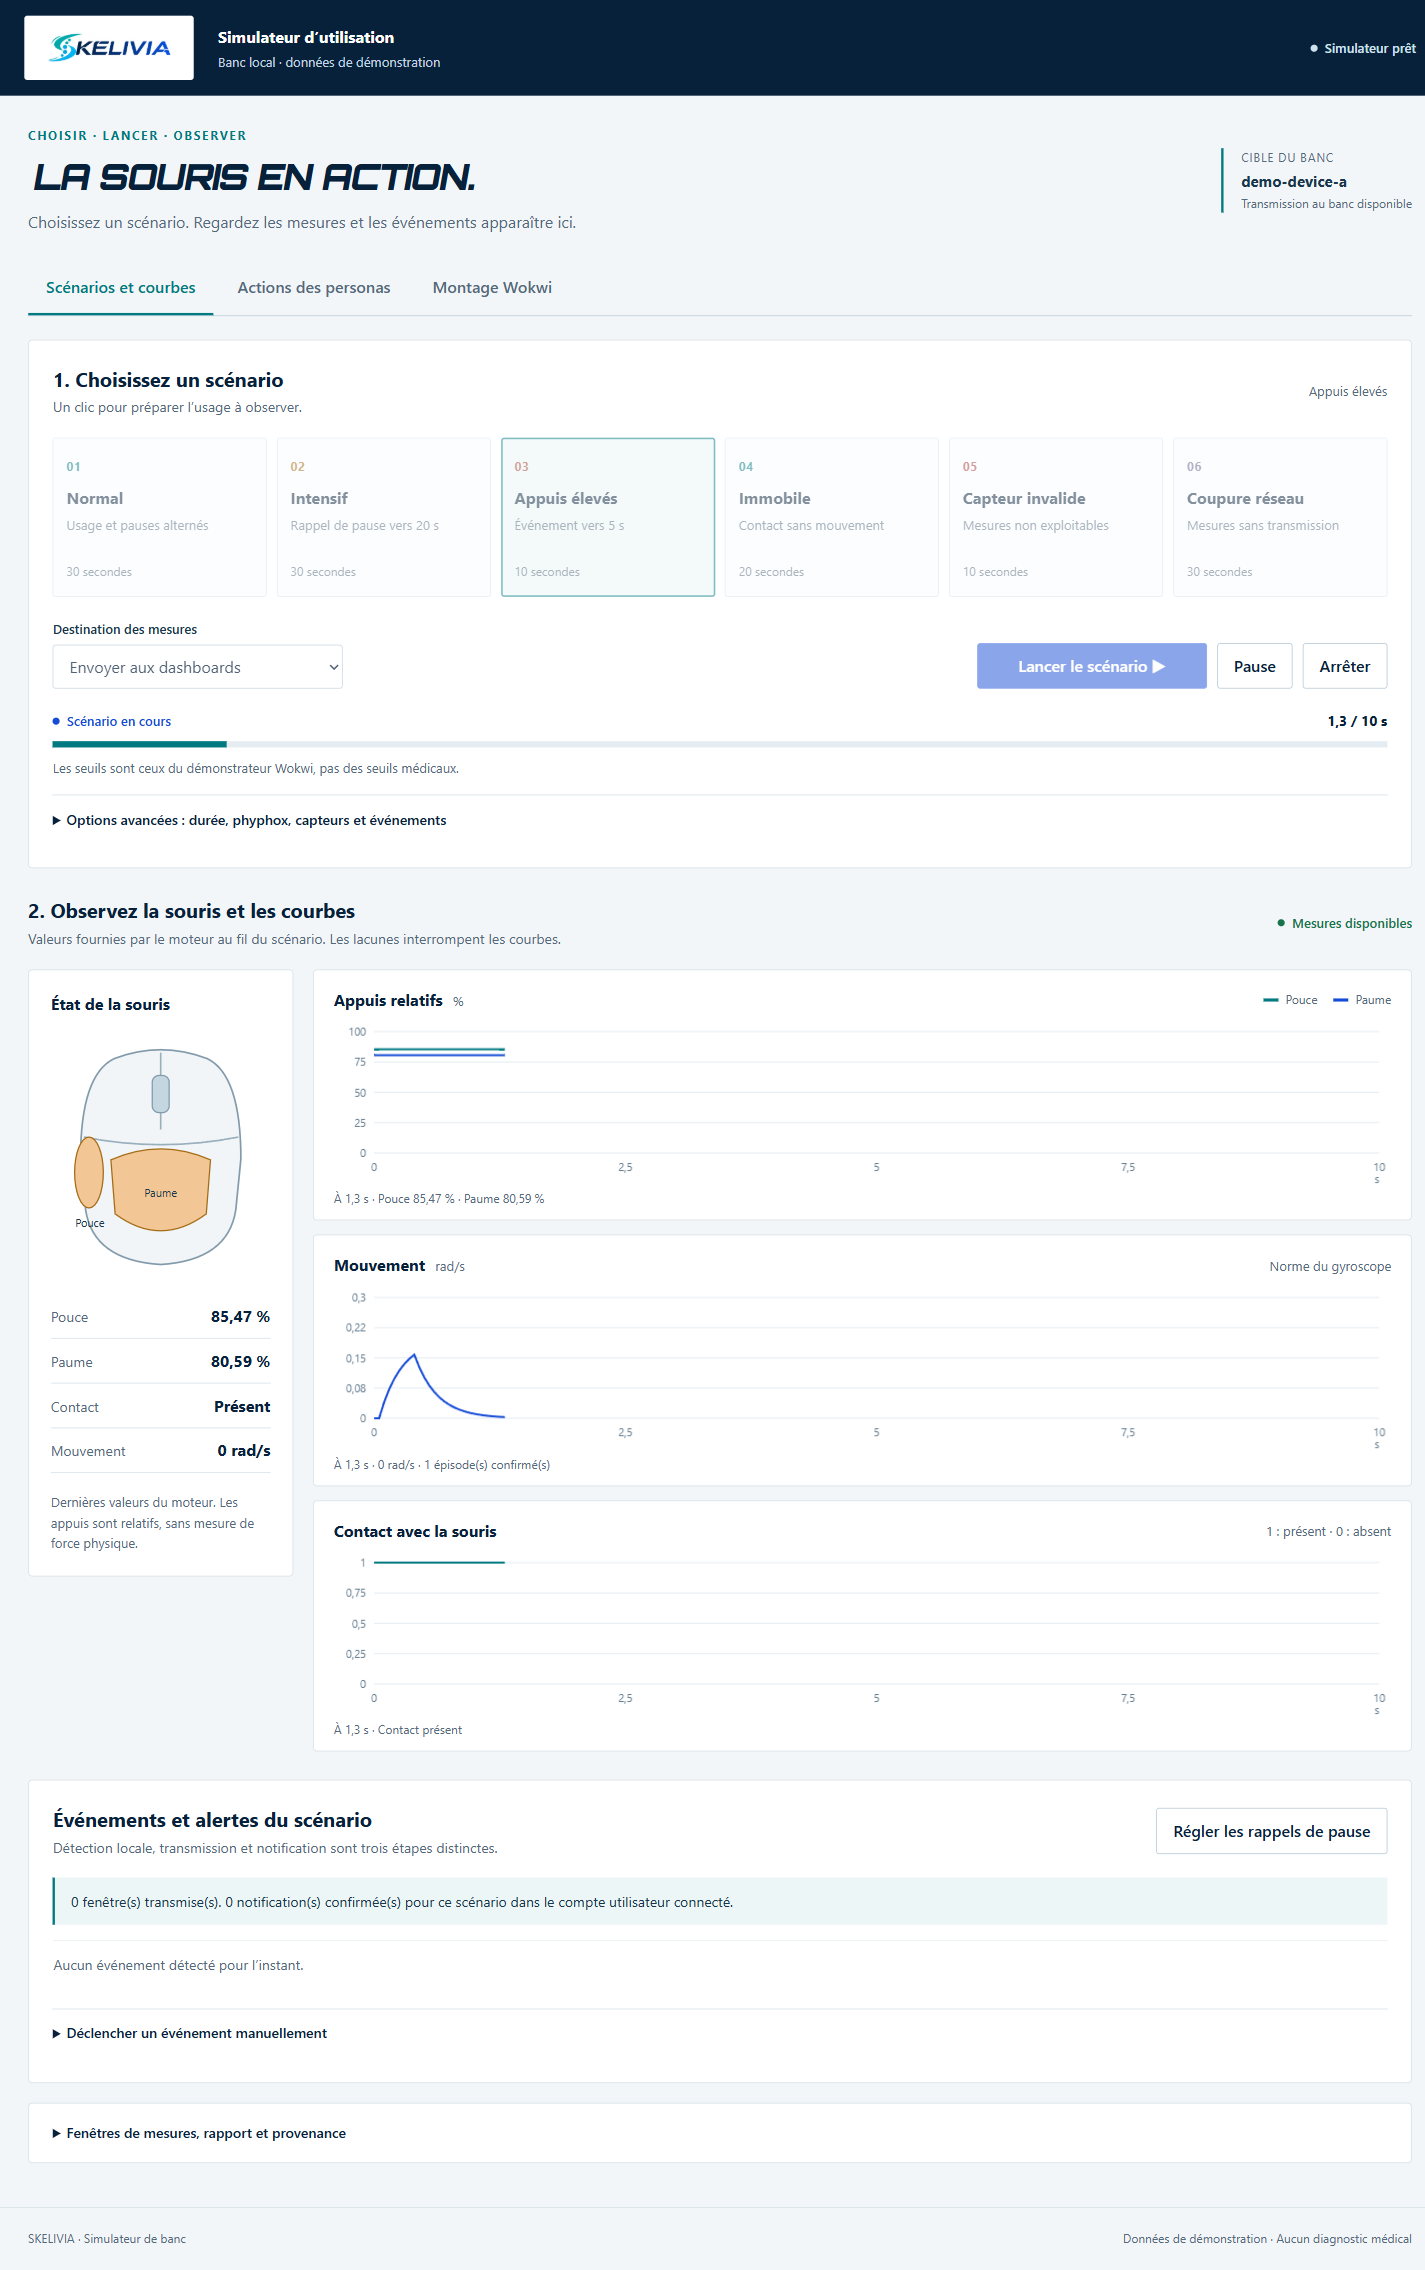 SKELIVIA
Simulateur d’utilisation
Banc local · données de démonstration
Simulateur prêt
CHOISIR · LANCER · OBSERVER
LA SOURIS EN ACTION.
Choisissez un scénario. Regardez les mesures et les événements apparaître ici.
CIBLE DU BANC
demo-device-a
Transmission au banc disponible
Scénarios et courbes
Actions des personas
Montage Wokwi
1. Choisissez un scénario
Un clic pour préparer l’usage à observer.
Appuis élevés
01
Normal
Usage et pauses alternés
30 secondes
02
Intensif
Rappel de pause vers 20 s
30 secondes
03
Appuis élevés
Événement vers 5 s
10 secondes
04
Immobile
Contact sans mouvement
20 secondes
05
Capteur invalide
Mesures non exploitables
10 secondes
06
Coupure réseau
Mesures sans transmission
30 secondes
Destination des mesures
Envoyer aux dashboards
Lancer le scénario ▶
Pause
Arrêter
Scénario en cours
1,3 / 10 s
Les seuils sont ceux du démonstrateur Wokwi, pas des seuils médicaux.
▶ Options avancées : durée, phyphox, capteurs et événements
2. Observez la souris et les courbes
Valeurs fournies par le moteur au fil du scénario. Les lacunes interrompent les courbes.
Mesures disponibles
État de la souris
Paume
Pouce
Pouce 85,47 %
Paume 80,59 %
Contact Présent
Mouvement 0 rad/s
Dernières valeurs du moteur. Les
appuis sont relatifs, sans mesure de
force physique.
Appuis relatifs %
Pouce Paume
100
75
50
25
0
0 2,5 5 7,5 10
s
À 1,3 s · Pouce 85,47 % · Paume 80,59 %
Mouvement rad/s
Norme du gyroscope
0,3
0,22
0,15
0,08
0
0 2,5 5 7,5 10
s
À 1,3 s · 0 rad/s · 1 épisode(s) confirmé(s)
Contact avec la souris
1 : présent · 0 : absent
1
0,75
0,5
0,25
0
0 2,5 5 7,5 10
s
À 1,3 s · Contact présent
Événements et alertes du scénario
Détection locale, transmission et notification sont trois étapes distinctes.
Régler les rappels de pause
0 fenêtre(s) transmise(s). 0 notification(s) confirmée(s) pour ce scénario dans le compte utilisateur connecté.
Aucun événement détecté pour l’instant.
▶ Déclencher un événement manuellement
▶ Fenêtres de mesures, rapport et provenance
SKELIVIA · Simulateur de banc
Données de démonstration · Aucun diagnostic médical